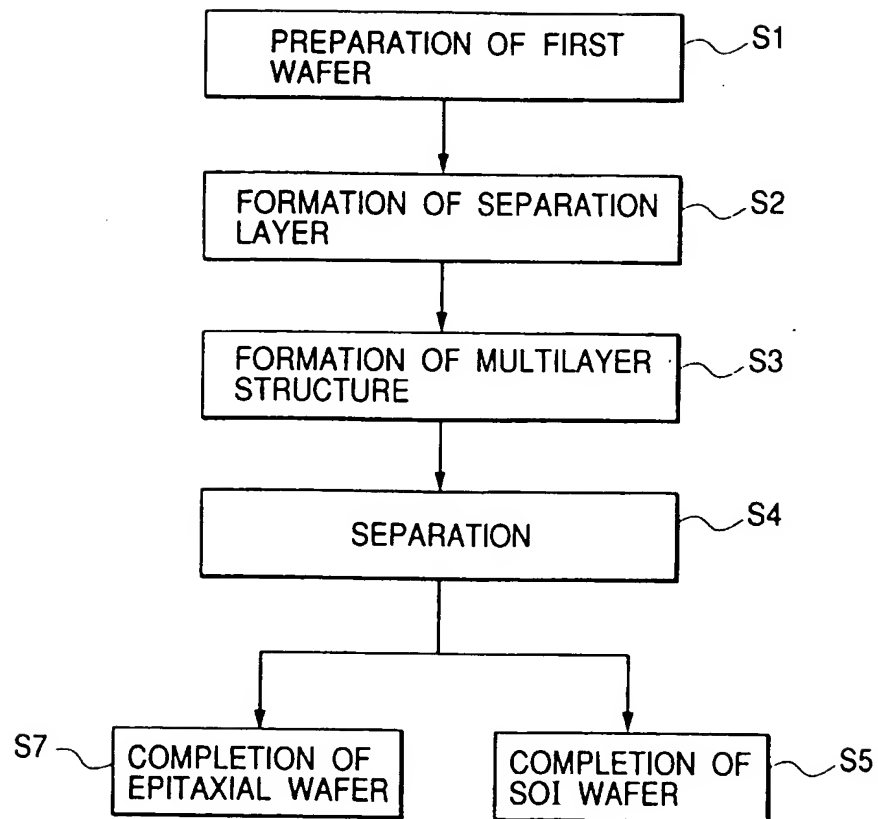 PREPARATION OF FIRST
WAFER
S1
FORMATION OF SEPARATION
LAYER
S2
FORMATION OF MULTILAYER
STRUCTURE
S3
SEPARATION
S4
S7
COMPLETION OF
EPITAXIAL WAFER
COMPLETION OF
SOI WAFER
S5